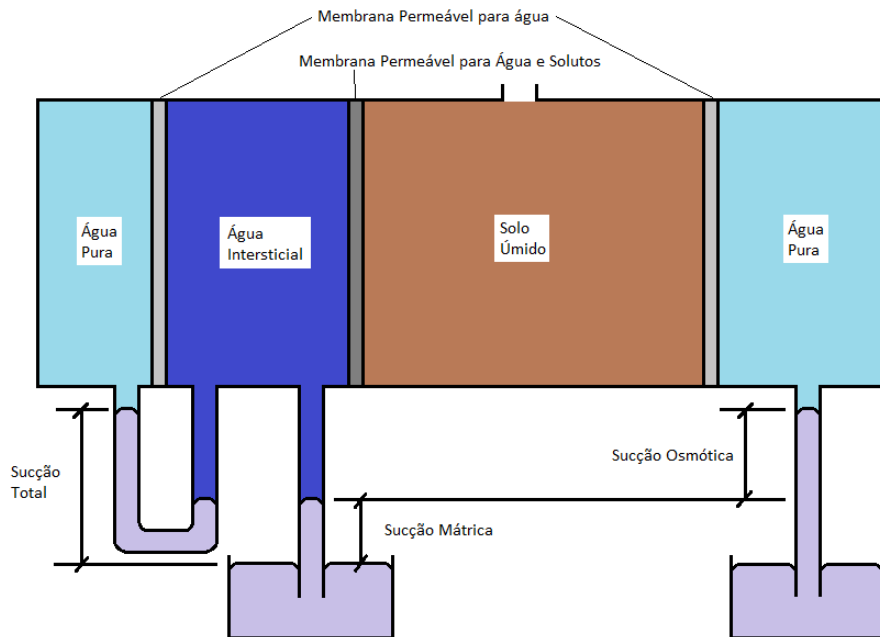 Membrana Permeável para água
Membrana Permeável para Água e Solutos
Água
Pura
Água
Intersticial
Solo
Úmido
Água
Pura
Sucção
Total
Sucção Osmótica
Sucção Mátrica